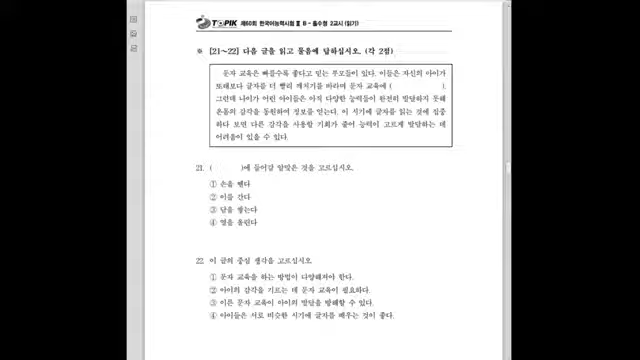 TOPIK 제60회 한국어능력시험 Ⅱ B - 홀수형 2교시 (읽기)
※ [21~22] 다음 글을 읽고 물음에 답하십시오. (각 2점)
문자 교육은 빠를수록 좋다고 믿는 부모들이 있다. 이들은 자신의 아이가
또래보다 글자를 더 빨리 깨치기를 바라며 문자 교육에 (          ).
그런데 나이가 어린 아이들은 아직 다양한 능력들이 완전히 발달하지 못해
온몸의 감각을 동원하여 정보를 얻는다. 이 시기에 글자를 읽는 것에 집중
하다 보면 다른 감각을 사용할 기회가 줄어 능력이 고르게 발달하는 데
어려움이 있을 수 있다.
21. (          )에 들어갈 알맞은 것을 고르십시오.
① 손을 뗀다
② 이를 간다
③ 담을 쌓는다
④ 열을 올린다
22. 이 글의 중심 생각을 고르십시오.
① 문자 교육을 하는 방법이 다양해져야 한다.
② 아이의 감각을 기르는 데 문자 교육이 필요하다.
③ 이른 문자 교육이 아이의 발달을 방해할 수 있다.
④ 아이들은 서로 비슷한 시기에 글자를 배우는 것이 좋다.